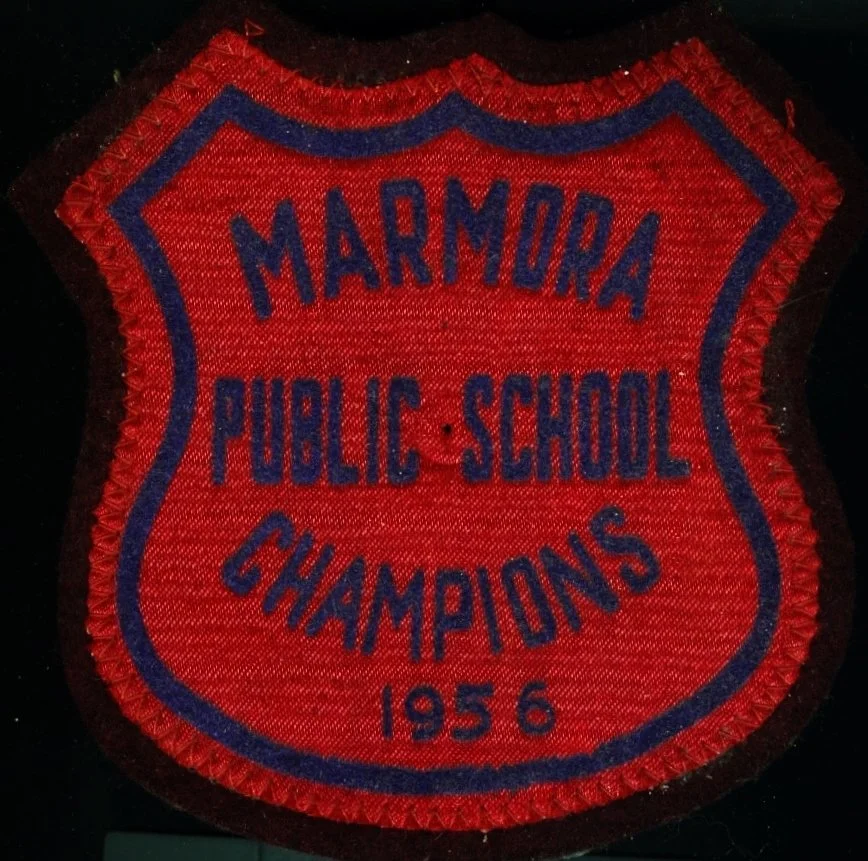 MARMORA
PUBLIC SCHOOL
CHAMPIONS
1956